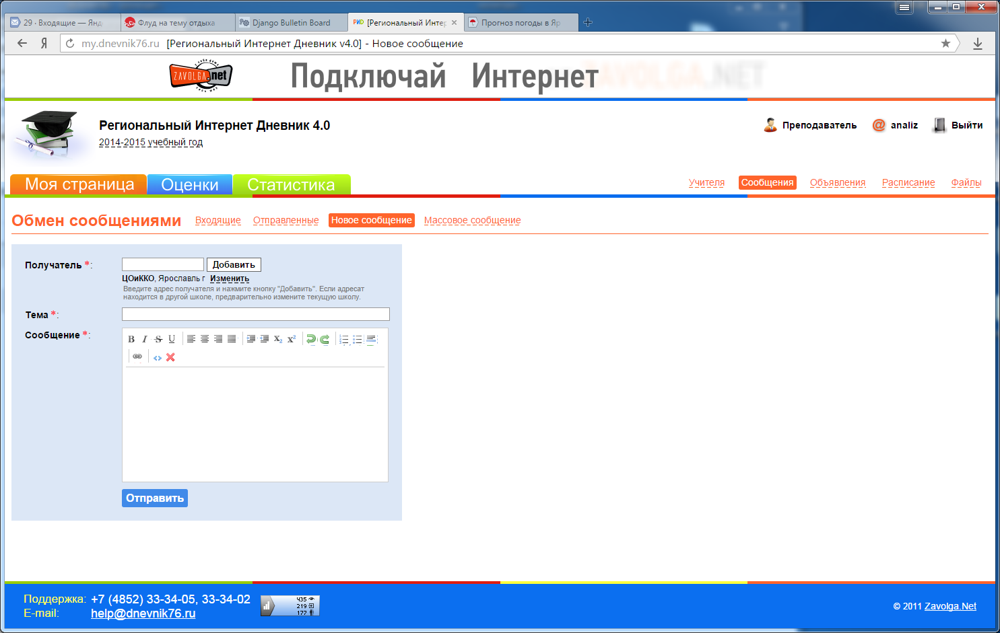 29 · Входящие — Янд
Флуд на тему отдыха
Django Bulletin Board
РИД [Региональный Интер
Прогноз погоды в Яр
Я my.dnevnik76.ru [Региональный Интернет Дневник v4.0] - Новое сообщение
ZAVOLGA.net Подключай Интернет ZAVOLGA.NET
Региональный Интернет Дневник 4.0
2014-2015 учебный год
Преподаватель @ analiz Выйти
Моя страница Оценки Статистика
Учителя Сообщения Объявления Расписание Файлы
Обмен сообщениями Входящие Отправленные Новое сообщение Массовое сообщение
Получатель *: Добавить
ЦОиККО, Ярославль г Изменить
Введите адрес получателя и нажмите кнопку "Добавить". Если адресат
находится в другой школе, предварительно измените текущую школу.
Тема *:
Сообщение *:
B I S U x₂ x²
Отправить
Поддержка: +7 (4852) 33-34-05, 33-34-02
E-mail: help@dnevnik76.ru
435
219
177
© 2011 Zavolga.Net